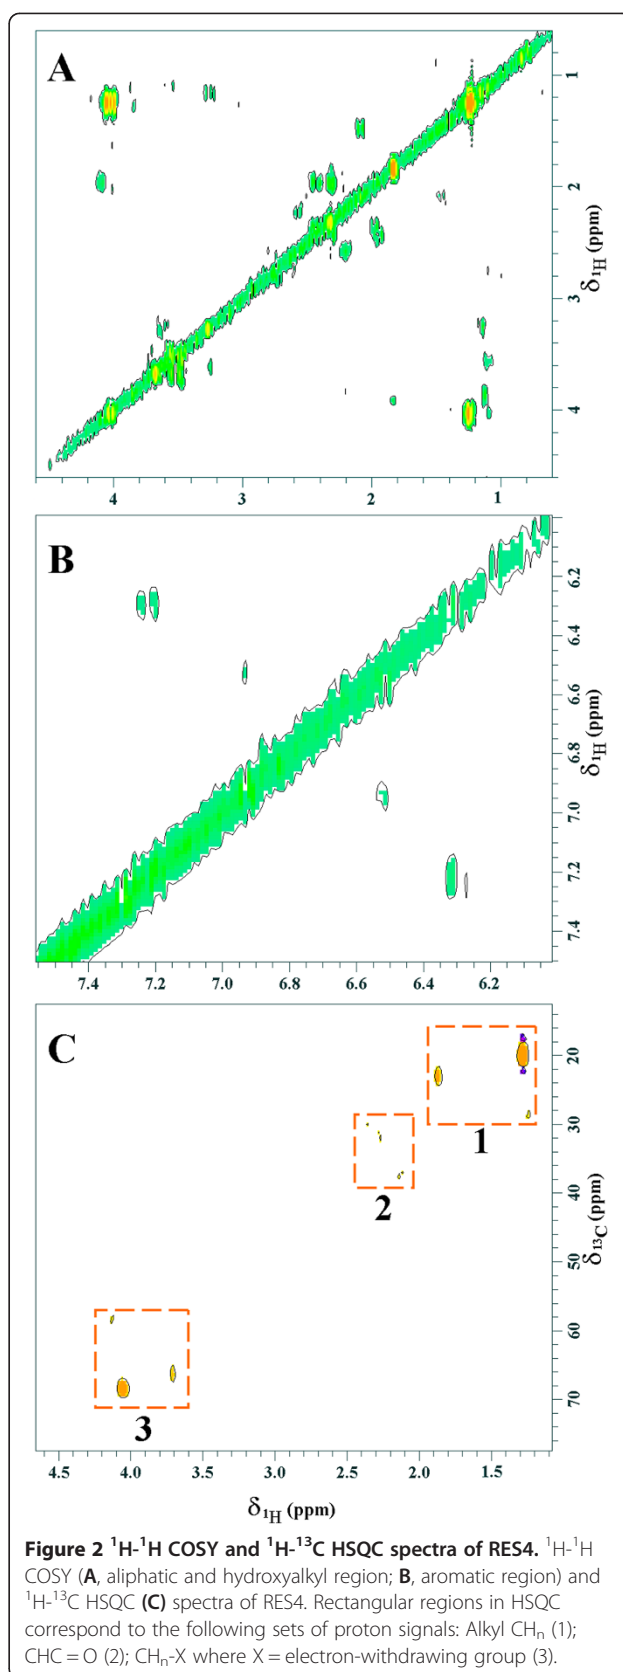 A
1
2
3
4
δ1H (ppm)
4 3 2 1
B
6.2
6.4
6.6
6.8
7.0
7.2
7.4
δ1H (ppm)
7.4 7.2 7.0 6.8 6.6 6.4 6.2
C
20
30
40
50
60
70
δ13C (ppm)
1
2
3
4.5 4.0 3.5 3.0 2.5 2.0 1.5
δ1H (ppm)
Figure 2 1H-1H COSY and 1H-13C HSQC spectra of RES4. 1H-1H
COSY (A, aliphatic and hydroxyalkyl region; B, aromatic region) and
1H-13C HSQC (C) spectra of RES4. Rectangular regions in HSQC
correspond to the following sets of proton signals: Alkyl CHn (1);
CHC = O (2); CHn-X where X = electron-withdrawing group (3).